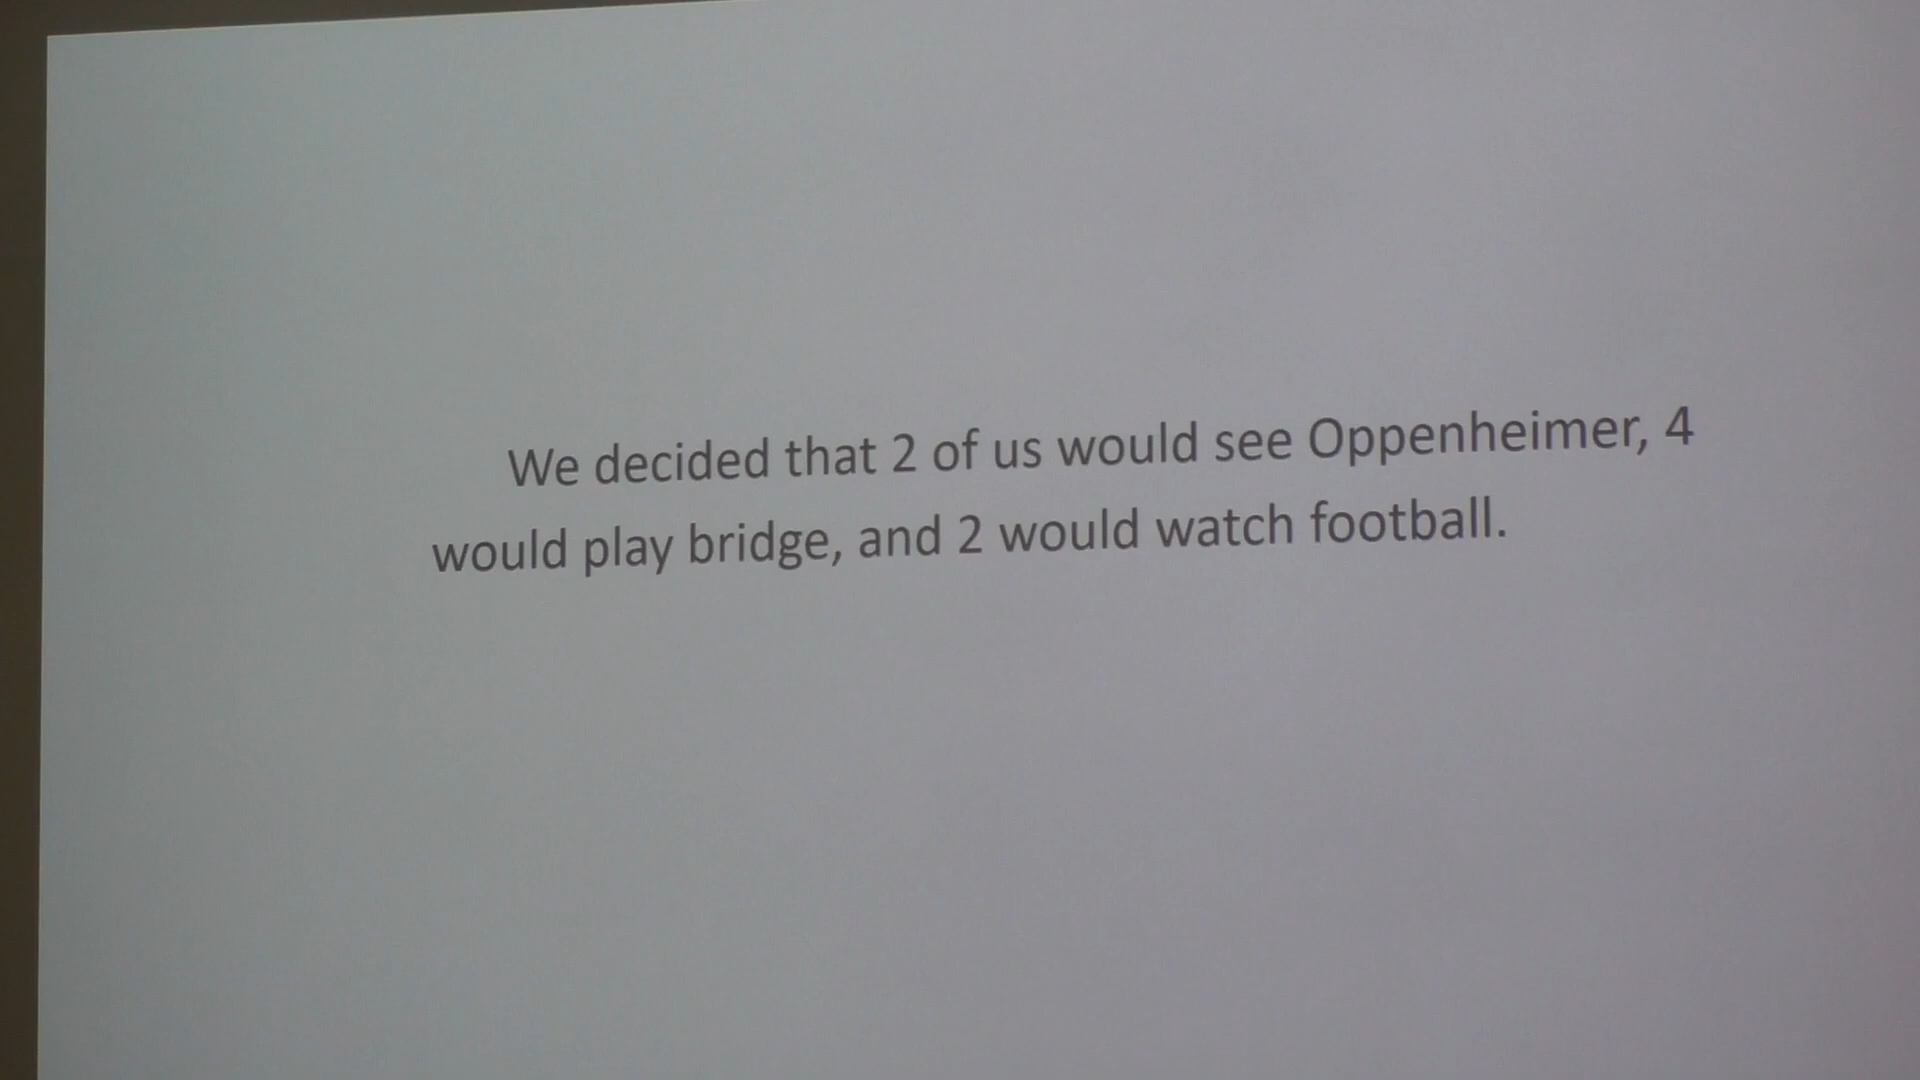 We decided that 2 of us would see Oppenheimer, 4
would play bridge, and 2 would watch football.